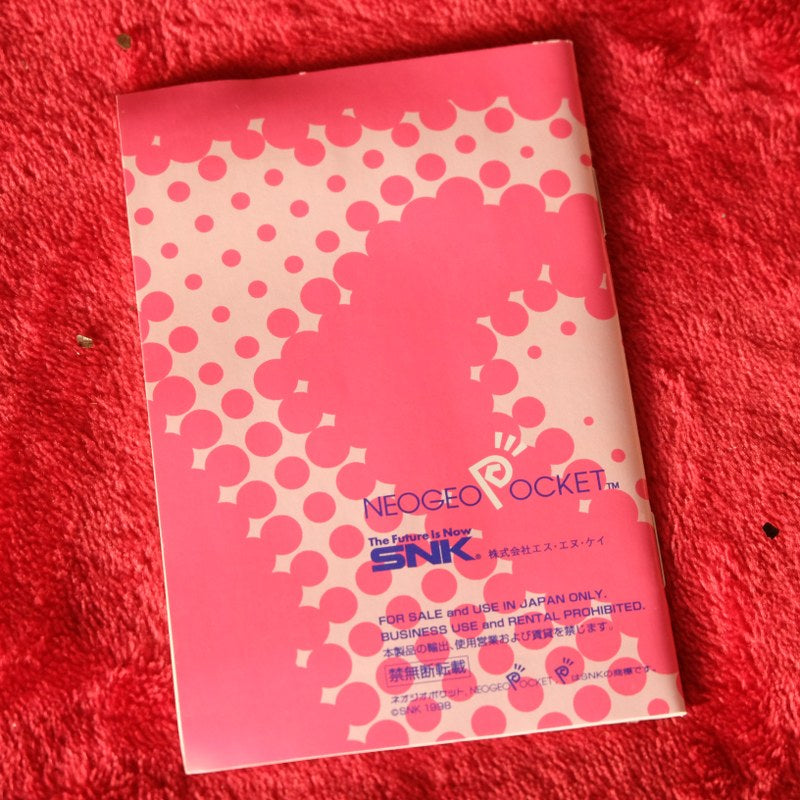 NEOGEO POCKET™
The Future Is Now
SNK® 株式会社エス・エヌ・ケイ
FOR SALE and USE IN JAPAN ONLY.
BUSINESS USE and RENTAL PROHIBITED.
本製品の輸出、使用営業および賃貸を禁じます。
禁無断転載
ネオジオポケット、NEOGEO POCKET、PはSNKの商標です。
©SNK 1998